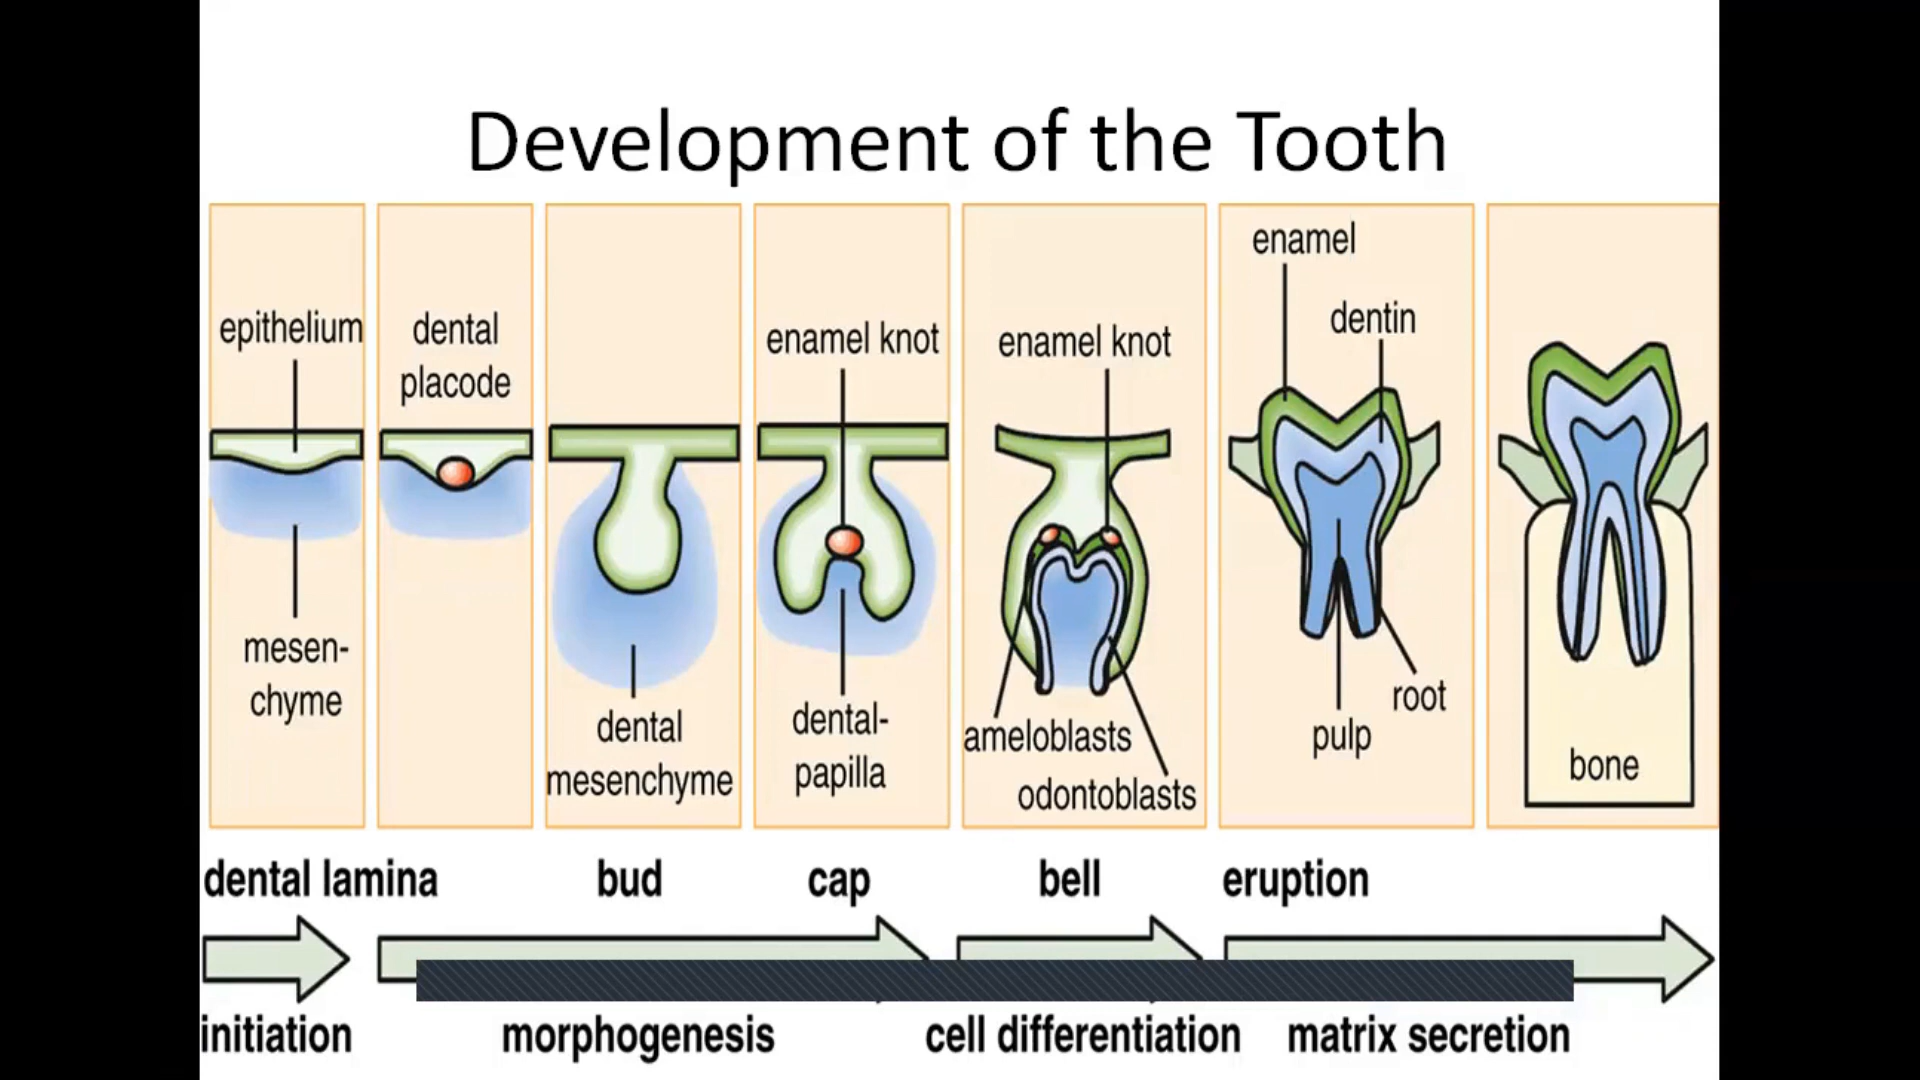 Development of the Tooth
epithelium
mesen-
chyme
dental
placode
dental
mesenchyme
enamel knot
dental-
papilla
enamel knot
ameloblasts
odontoblasts
enamel
dentin
root
pulp
bone
dental lamina
bud
cap
bell
eruption
initiation
morphogenesis
cell differentiation
matrix secretion